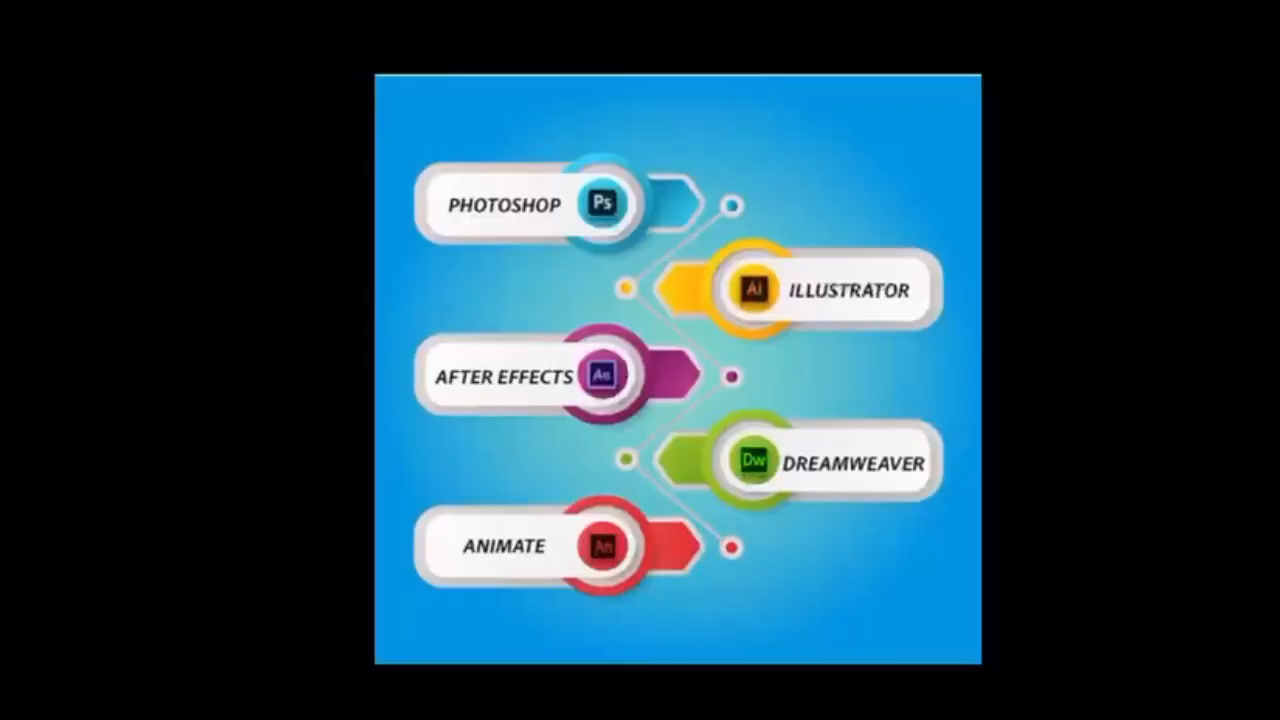 PHOTOSHOP Ps
Ai ILLUSTRATOR
AFTER EFFECTS Ae
Dw DREAMWEAVER
ANIMATE An